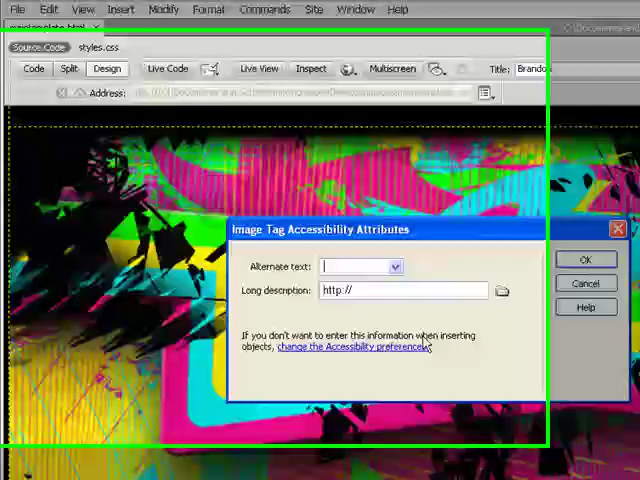 File Edit View Insert Modify Format Commands Site Window Help
Source Code styles.css
Code Split Design Live Code Live View Inspect Multiscreen Title: Brando
Address:
Image Tag Accessibility Attributes
Alternate text:
OK
Long description: http://
Cancel
Help
If you don't want to enter this information when inserting
objects, change the Accessibility preferences.